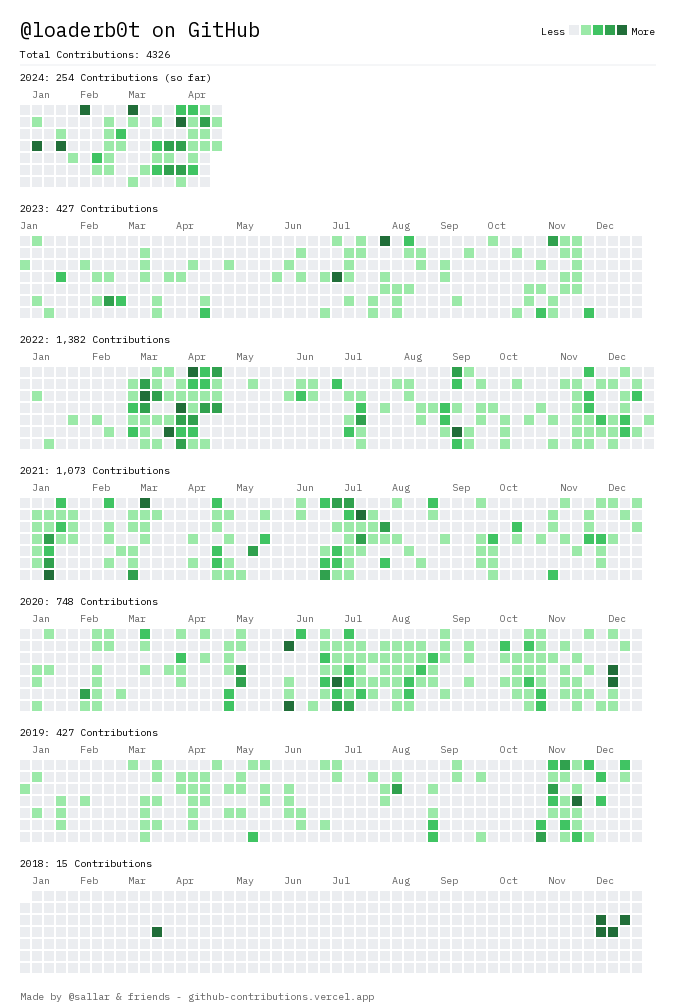 @loaderb0t on GitHub
Less More
Total Contributions: 4326
2024: 254 Contributions (so far)
Jan Feb Mar Apr
2023: 427 Contributions
Jan Feb Mar Apr May Jun Jul Aug Sep Oct Nov Dec
2022: 1,382 Contributions
Jan Feb Mar Apr May Jun Jul Aug Sep Oct Nov Dec
2021: 1,073 Contributions
Jan Feb Mar Apr May Jun Jul Aug Sep Oct Nov Dec
2020: 748 Contributions
Jan Feb Mar Apr May Jun Jul Aug Sep Oct Nov Dec
2019: 427 Contributions
Jan Feb Mar Apr May Jun Jul Aug Sep Oct Nov Dec
2018: 15 Contributions
Jan Feb Mar Apr May Jun Jul Aug Sep Oct Nov Dec
Made by @sallar & friends - github-contributions.vercel.app